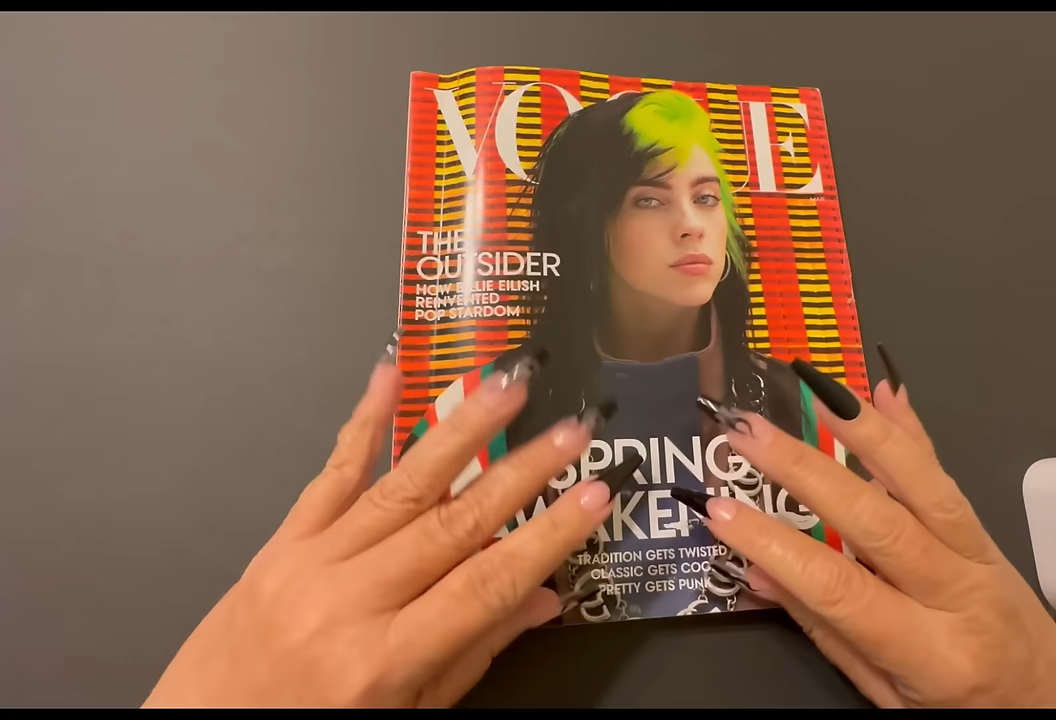 VOGUE
MAR
THE
OUTSIDER
HOW BILLIE EILISH
REINVENTED
POP STARDOM
SPRING
AWAKENING
TRADITION GETS TWISTED
CLASSIC GETS COOL
PRETTY GETS PUNK